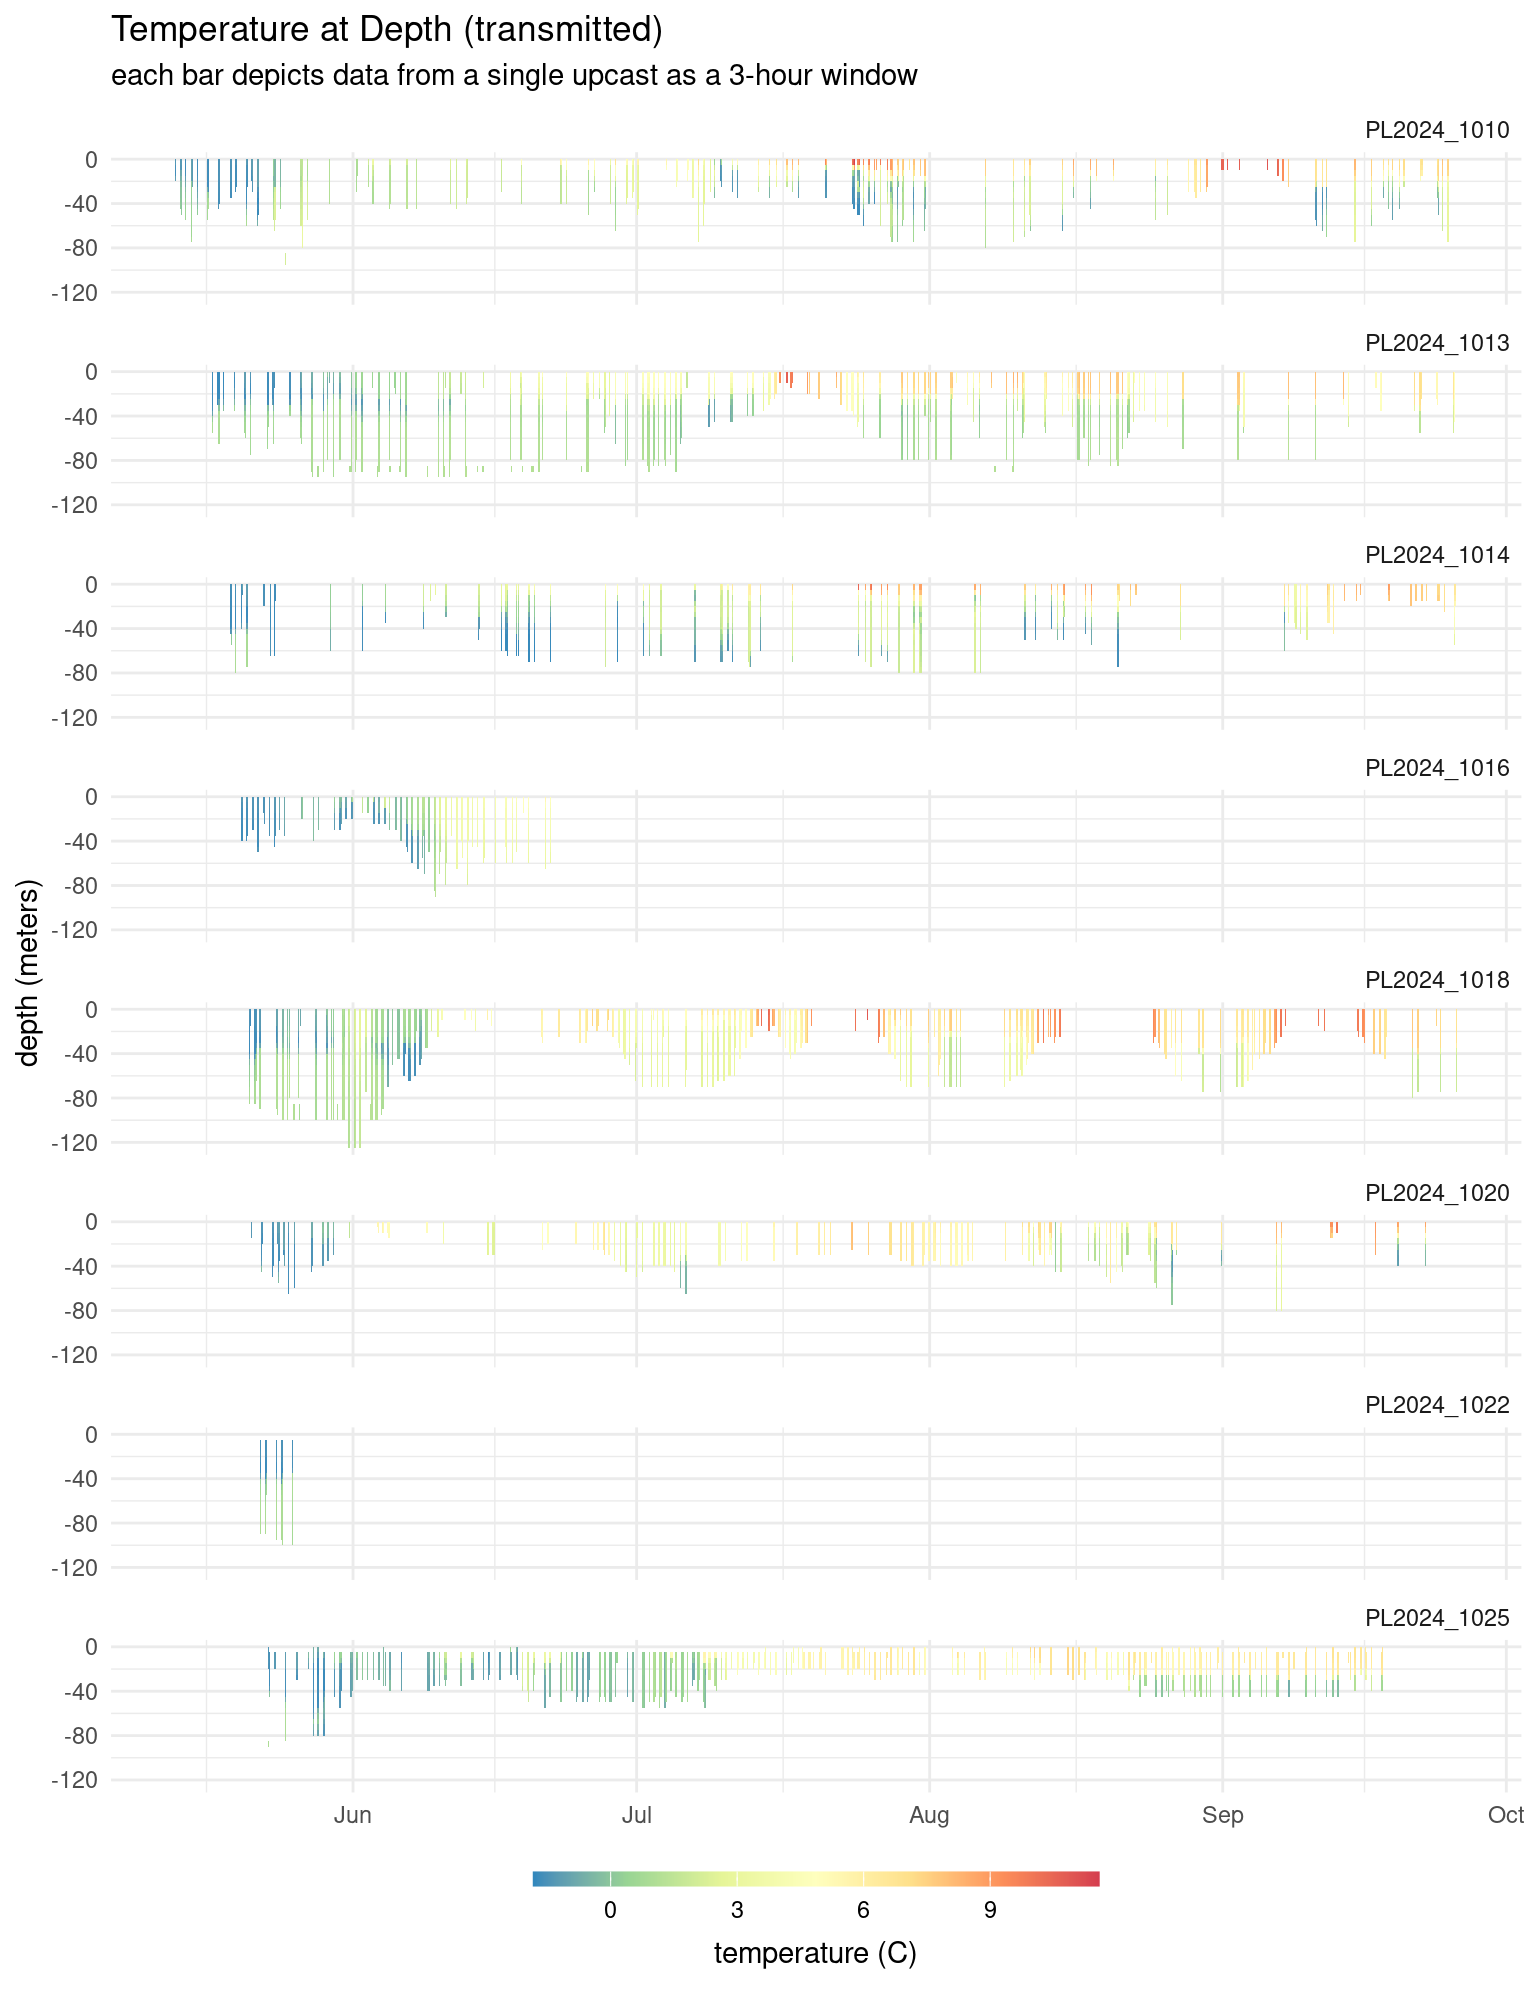 Temperature at Depth (transmitted)
each bar depicts data from a single upcast as a 3-hour window
depth (meters)
PL2024_1010
0
-40
-80
-120
PL2024_1013
0
-40
-80
-120
PL2024_1014
0
-40
-80
-120
PL2024_1016
0
-40
-80
-120
PL2024_1018
0
-40
-80
-120
PL2024_1020
0
-40
-80
-120
PL2024_1022
0
-40
-80
-120
PL2024_1025
0
-40
-80
-120
Jun Jul Aug Sep Oct
0 3 6 9
temperature (C)